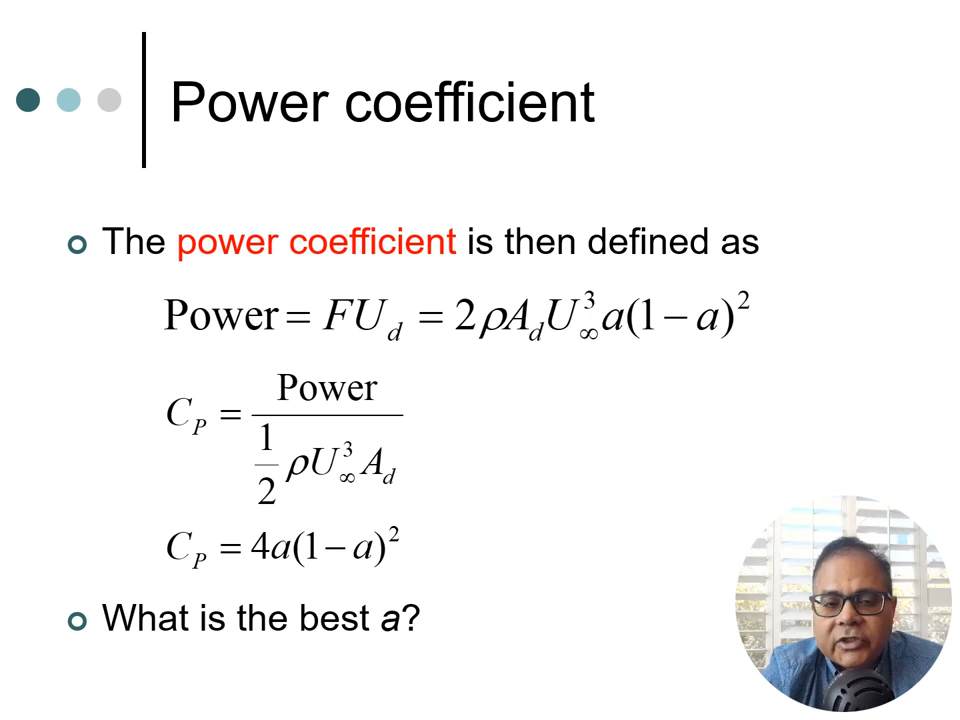 Power coefficient
The power coefficient is then defined as
Power = FU_d = 2ρA_dU_∞^3a(1−a)^2
C_P = Power / (1/2 ρU_∞^3A_d)
C_P = 4a(1−a)^2
What is the best a?